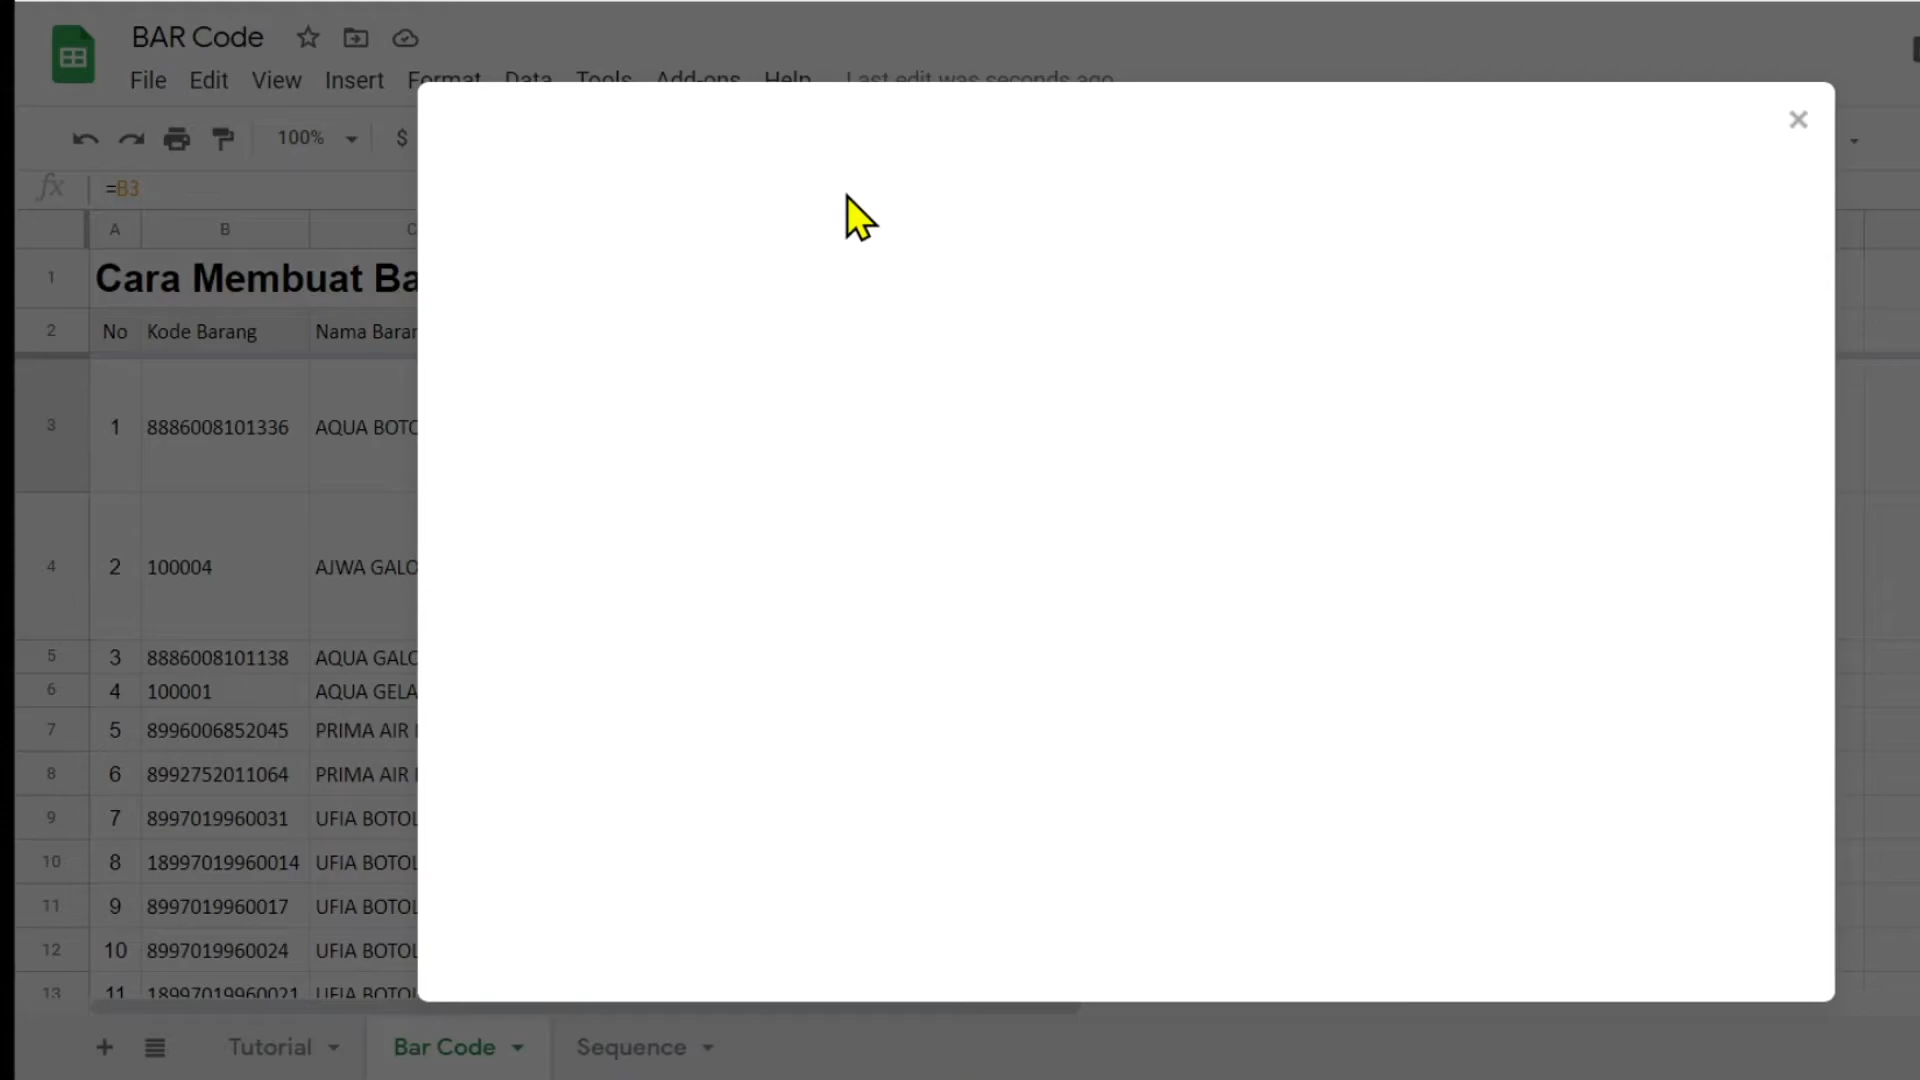 BAR Code
File Edit View Insert Format Data Tools Add-ons Help Last edit was seconds ago
100% $
fx =B3
A B C
1 Cara Membuat Ba
2 No Kode Barang Nama Baran
3 1 8886008101336 AQUA BOTO
4 2 100004 AJWA GALO
5 3 8886008101138 AQUA GALO
6 4 100001 AQUA GELA
7 5 8996006852045 PRIMA AIR
8 6 8992752011064 PRIMA AIR
9 7 8997019960031 UFIA BOTOL
10 8 18997019960014 UFIA BOTOL
11 9 8997019960017 UFIA BOTOL
12 10 8997019960024 UFIA BOTOL
13 11 18997019960021 UFIA BOTOL
Tutorial Bar Code Sequence